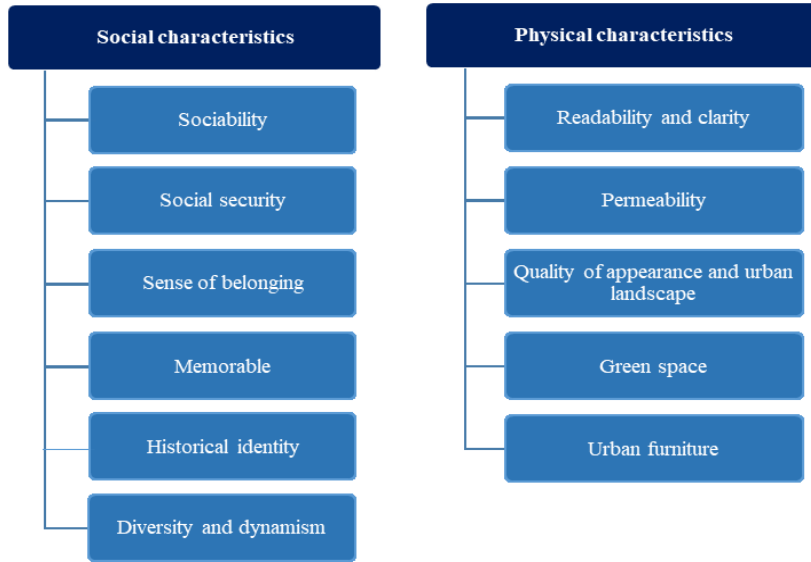 Social characteristics
Sociability
Social security
Sense of belonging
Memorable
Historical identity
Diversity and dynamism
Physical characteristics
Readability and clarity
Permeability
Quality of appearance and urban
landscape
Green space
Urban furniture